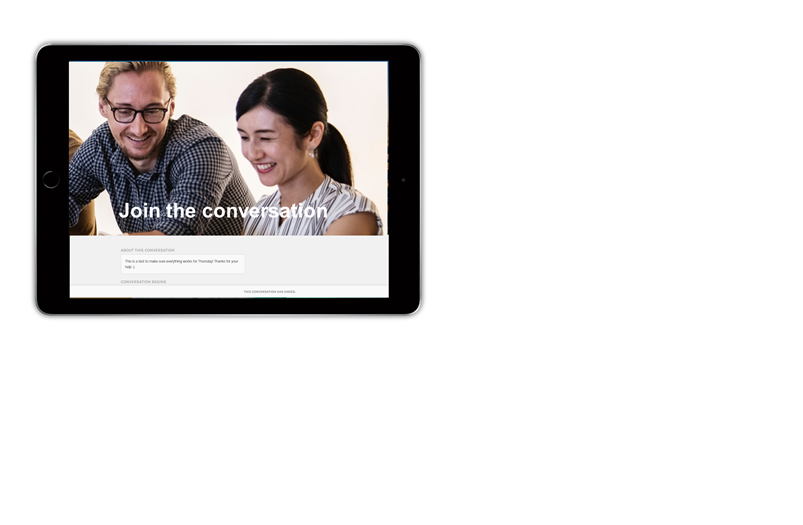 Join the conversation
ABOUT THIS CONVERSATION
This is a test to make sure everything works for Thursday! Thanks for your
help :)
CONVERSATION BEGINS
THIS CONVERSATION HAS ENDED.